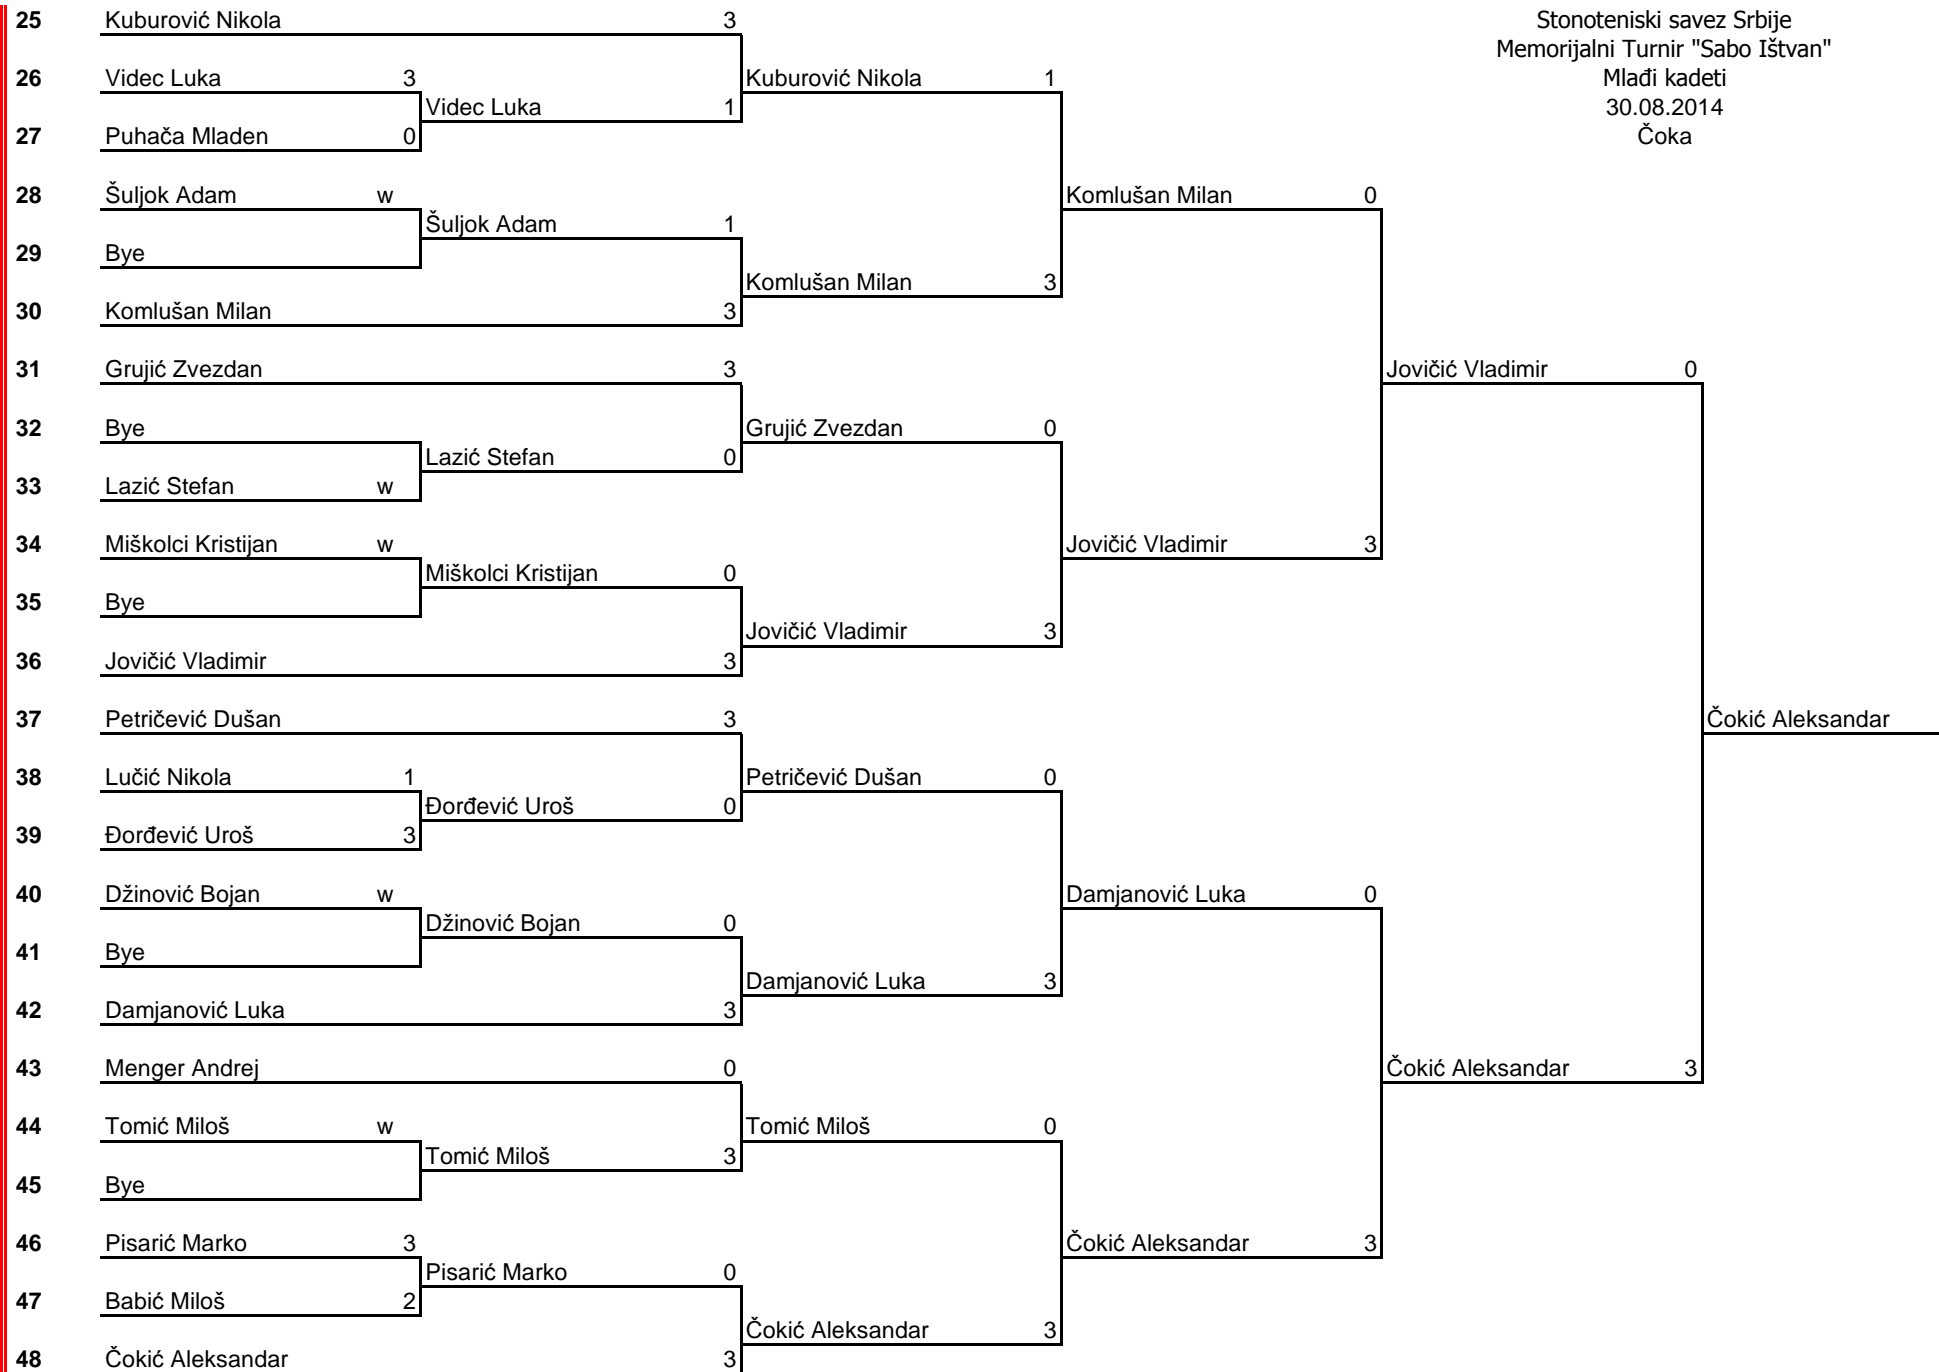 25 Kuburović Nikola 3
Stonoteniski savez Srbije
Memorijalni Turnir "Sabo Ištvan"
26 Videc Luka 3 Kuburović Nikola 1
Mlađi kadeti
Videc Luka 1
30.08.2014
27 Puhača Mladen 0
Čoka
28 Šuljok Adam w Komlušan Milan 0
Šuljok Adam 1
29 Bye
Komlušan Milan 3
30 Komlušan Milan 3
31 Grujić Zvezdan 3 Jovičić Vladimir 0
32 Bye Grujić Zvezdan 0
Lazić Stefan 0
33 Lazić Stefan w
34 Miškolci Kristijan w Jovičić Vladimir 3
Miškolci Kristijan 0
35 Bye
Jovičić Vladimir 3
36 Jovičić Vladimir 3
37 Petričević Dušan 3 Čokić Aleksandar
38 Lučić Nikola 1 Petričević Dušan 0
Đorđević Uroš 0
39 Đorđević Uroš 3
40 Džinović Bojan w Damjanović Luka 0
Džinović Bojan 0
41 Bye
Damjanović Luka 3
42 Damjanović Luka 3
43 Menger Andrej 0 Čokić Aleksandar 3
44 Tomić Miloš w Tomić Miloš 0
Tomić Miloš 3
45 Bye
46 Pisarić Marko 3 Čokić Aleksandar 3
Pisarić Marko 0
47 Babić Miloš 2
Čokić Aleksandar 3
48 Čokić Aleksandar 3